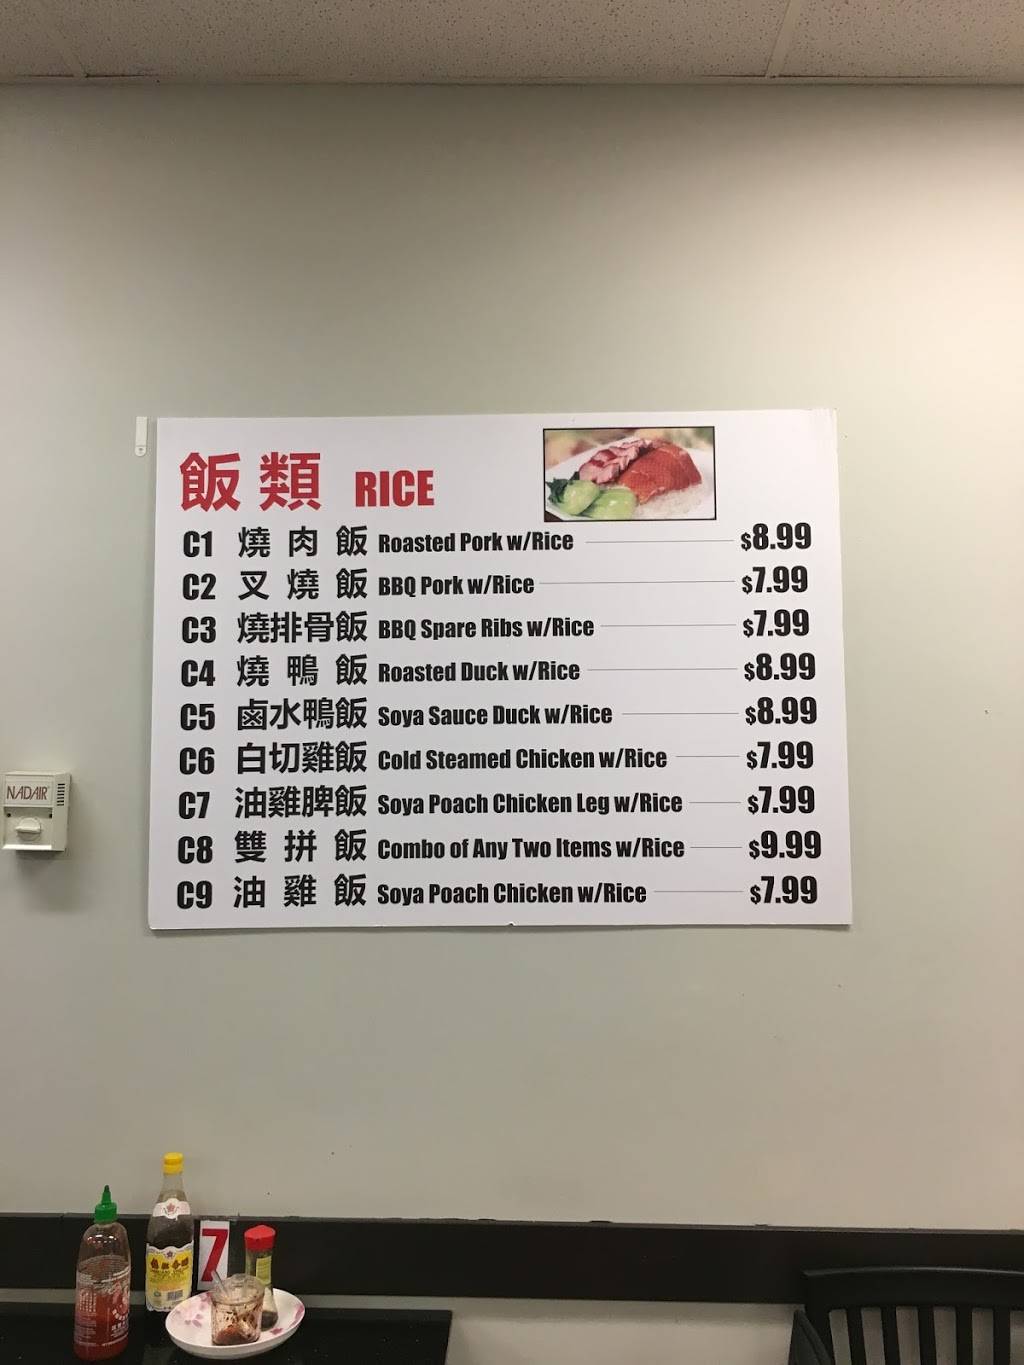 飯類 RICE
C1 燒肉飯 Roasted Pork w/Rice $8.99
C2 叉燒飯 BBQ Pork w/Rice $7.99
C3 燒排骨飯 BBQ Spare Ribs w/Rice $7.99
C4 燒鴨飯 Roasted Duck w/Rice $8.99
C5 鹵水鴨飯 Soya Sauce Duck w/Rice $8.99
C6 白切雞飯 Cold Steamed Chicken w/Rice $7.99
C7 油雞脾飯 Soya Poach Chicken Leg w/Rice $7.99
C8 雙拼飯 Combo of Any Two Items w/Rice $9.99
C9 油雞飯 Soya Poach Chicken w/Rice $7.99
NADAIR
7